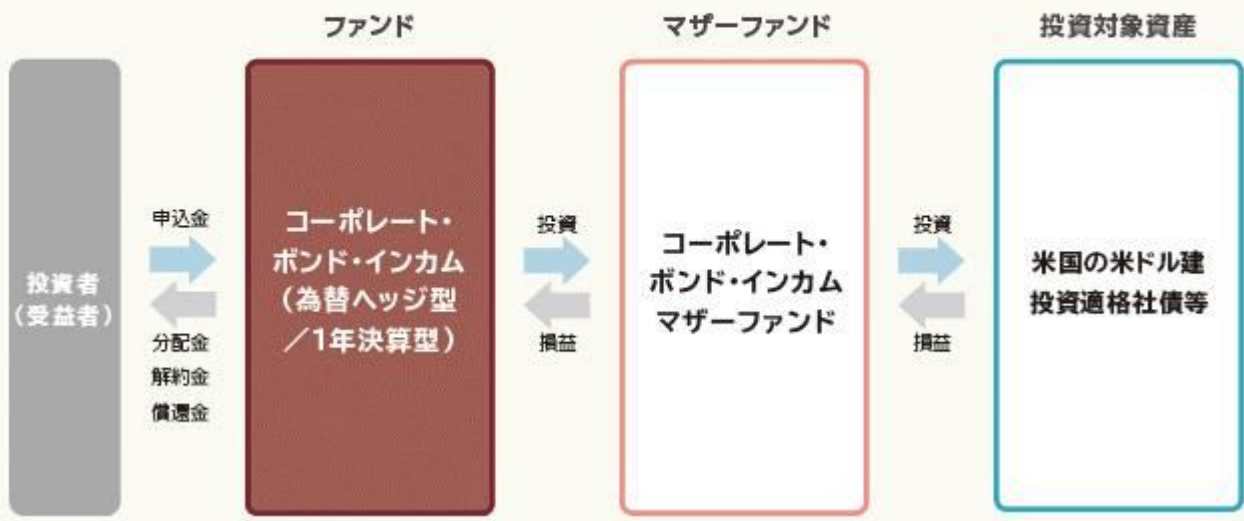 ファンド
マザーファンド
投資対象資産
投資者
(受益者)
申込金
分配金
解約金
償還金
コーポレート・
ボンド・インカム
(為替ヘッジ型
/1年決算型)
投資
損益
コーポレート・
ボンド・インカム
マザーファンド
投資
損益
米国の米ドル建
投資適格社債等